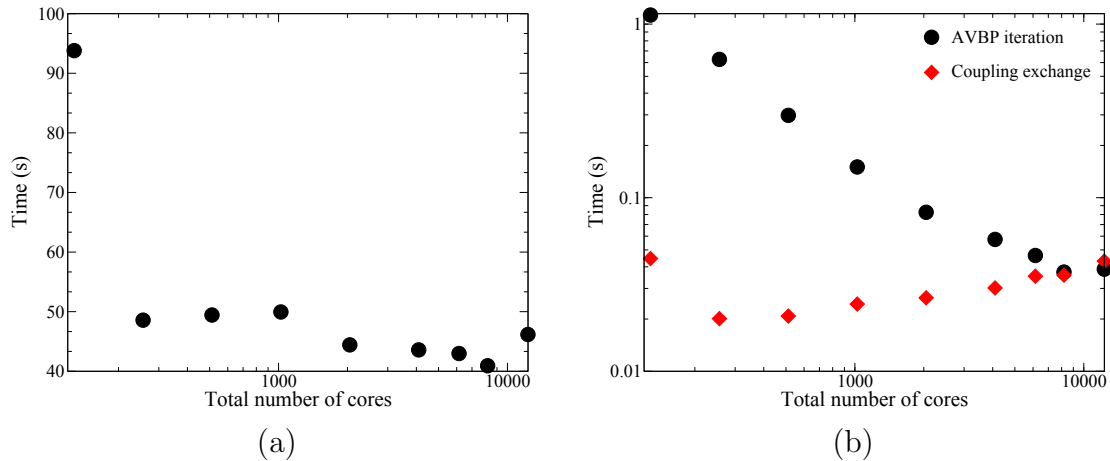 100
90
80
70
60
50
40
Time (s)
1000
10000
Total number of cores
(a)
1
0.1
0.01
Time (s)
AVBP iteration
Coupling exchange
1000
10000
Total number of cores
(b)